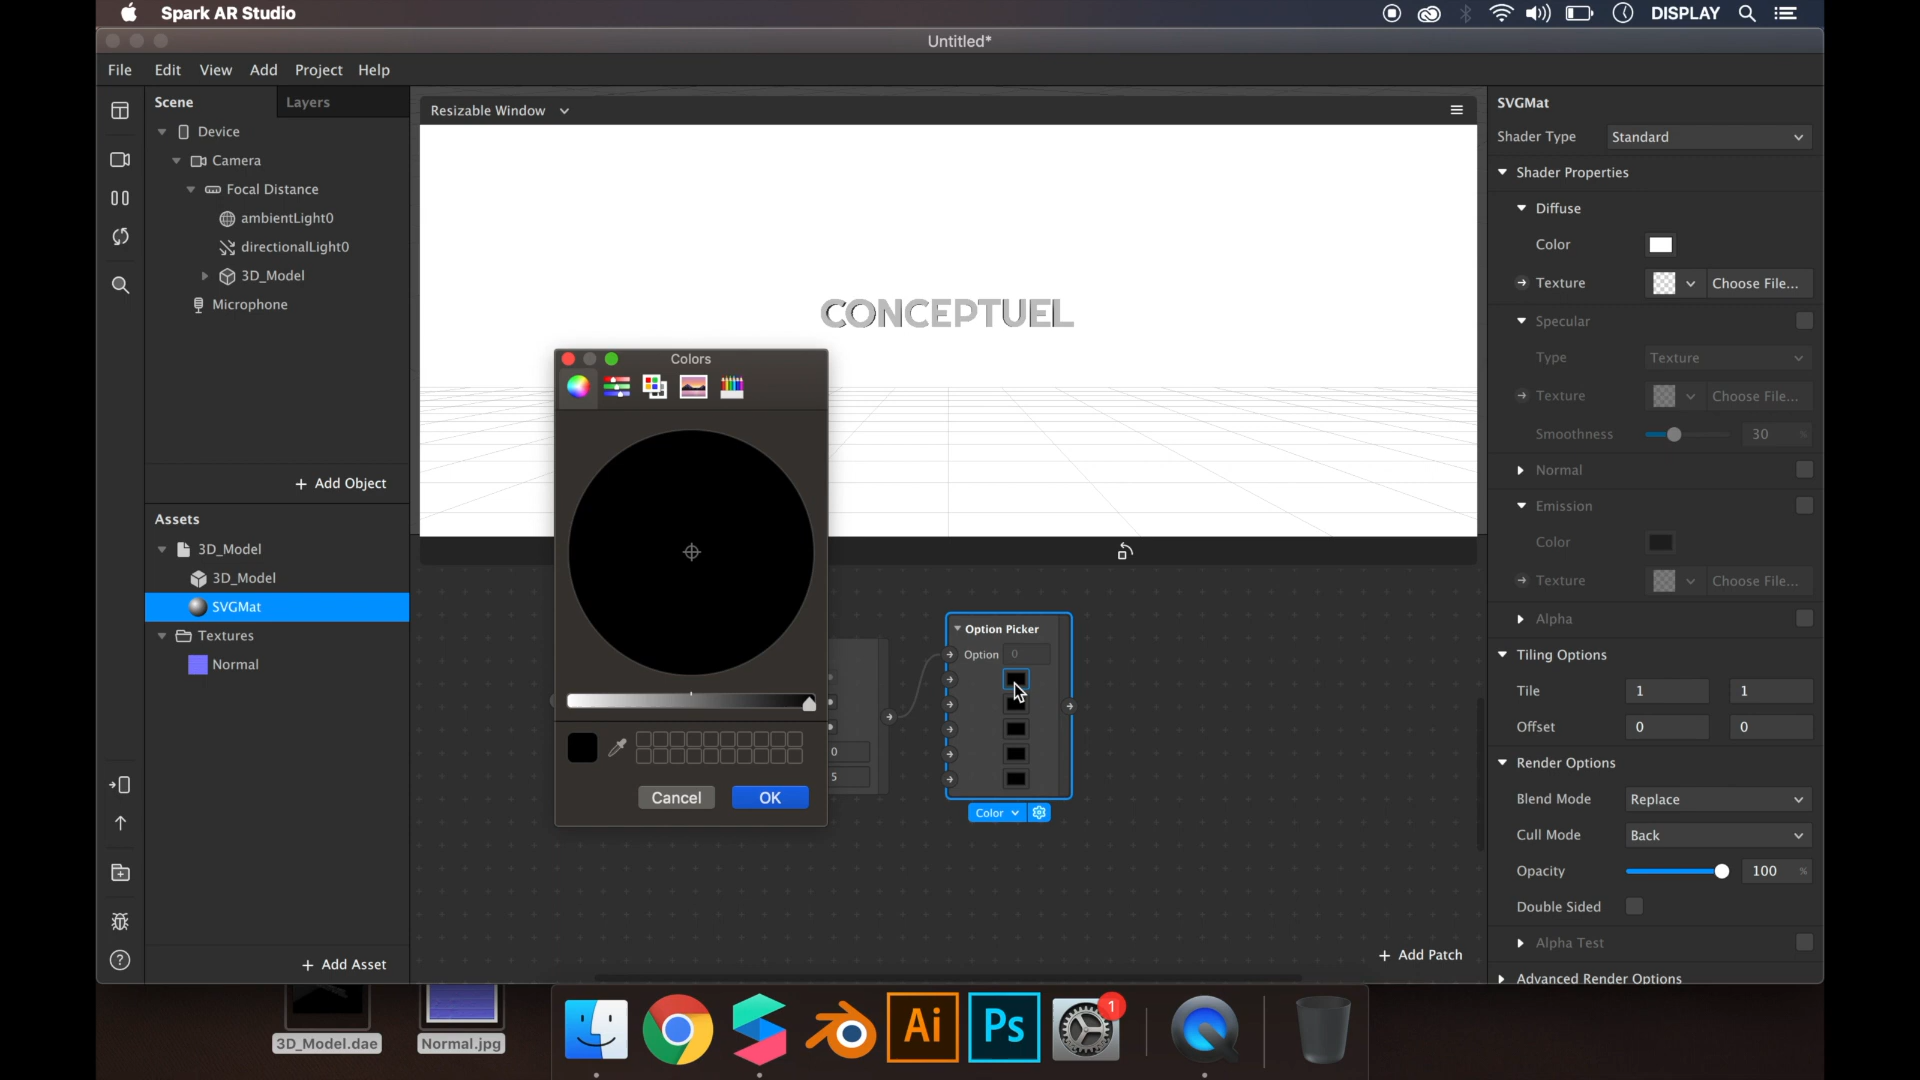 Spark AR Studio
DISPLAY
Untitled*
File Edit View Add Project Help
Scene
Layers
Device
Camera
Focal Distance
ambientLight0
directionalLight0
3D_Model
Microphone
+ Add Object
Assets
3D_Model
3D_Model
SVGMat
Textures
Normal
+ Add Asset
Resizable Window
CONCEPTUEL
Colors
Cancel
OK
0
5
Option Picker
Option 0
Color
+ Add Patch
SVGMat
Shader Type Standard
Shader Properties
Diffuse
Color
Texture Choose File...
Specular
Type Texture
Texture Choose File...
Smoothness 30 %
Normal
Emission
Color
Texture Choose File...
Alpha
Tiling Options
Tile 1 1
Offset 0 0
Render Options
Blend Mode Replace
Cull Mode Back
Opacity 100 %
Double Sided
Alpha Test
Advanced Render Options
3D_Model.dae
Normal.jpg
Ai
Ps
1